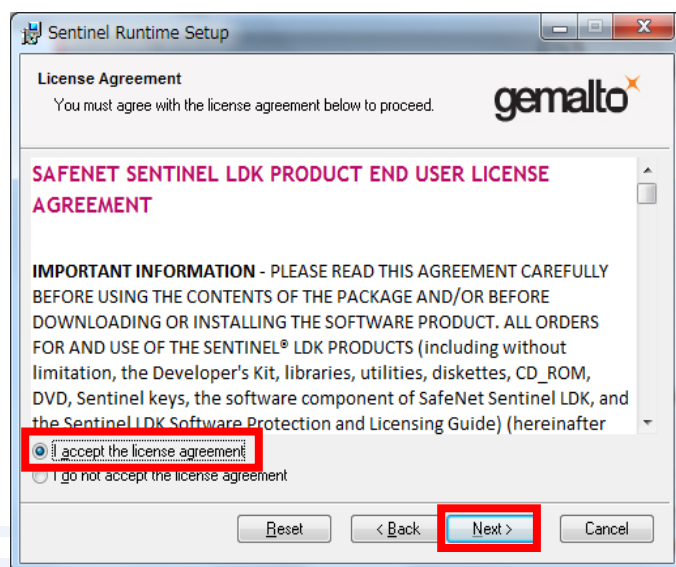 Sentinel Runtime Setup
License Agreement
You must agree with the license agreement below to proceed.
gemalto
SAFENET SENTINEL LDK PRODUCT END USER LICENSE
AGREEMENT
IMPORTANT INFORMATION - PLEASE READ THIS AGREEMENT CAREFULLY
BEFORE USING THE CONTENTS OF THE PACKAGE AND/OR BEFORE
DOWNLOADING OR INSTALLING THE SOFTWARE PRODUCT. ALL ORDERS
FOR AND USE OF THE SENTINEL® LDK PRODUCTS (including without
limitation, the Developer's Kit, libraries, utilities, diskettes, CD_ROM,
DVD, Sentinel keys, the software component of SafeNet Sentinel LDK, and
the Sentinel LDK Software Protection and Licensing Guide) (hereinafter
I accept the license agreement
I do not accept the license agreement
Reset
< Back
Next >
Cancel